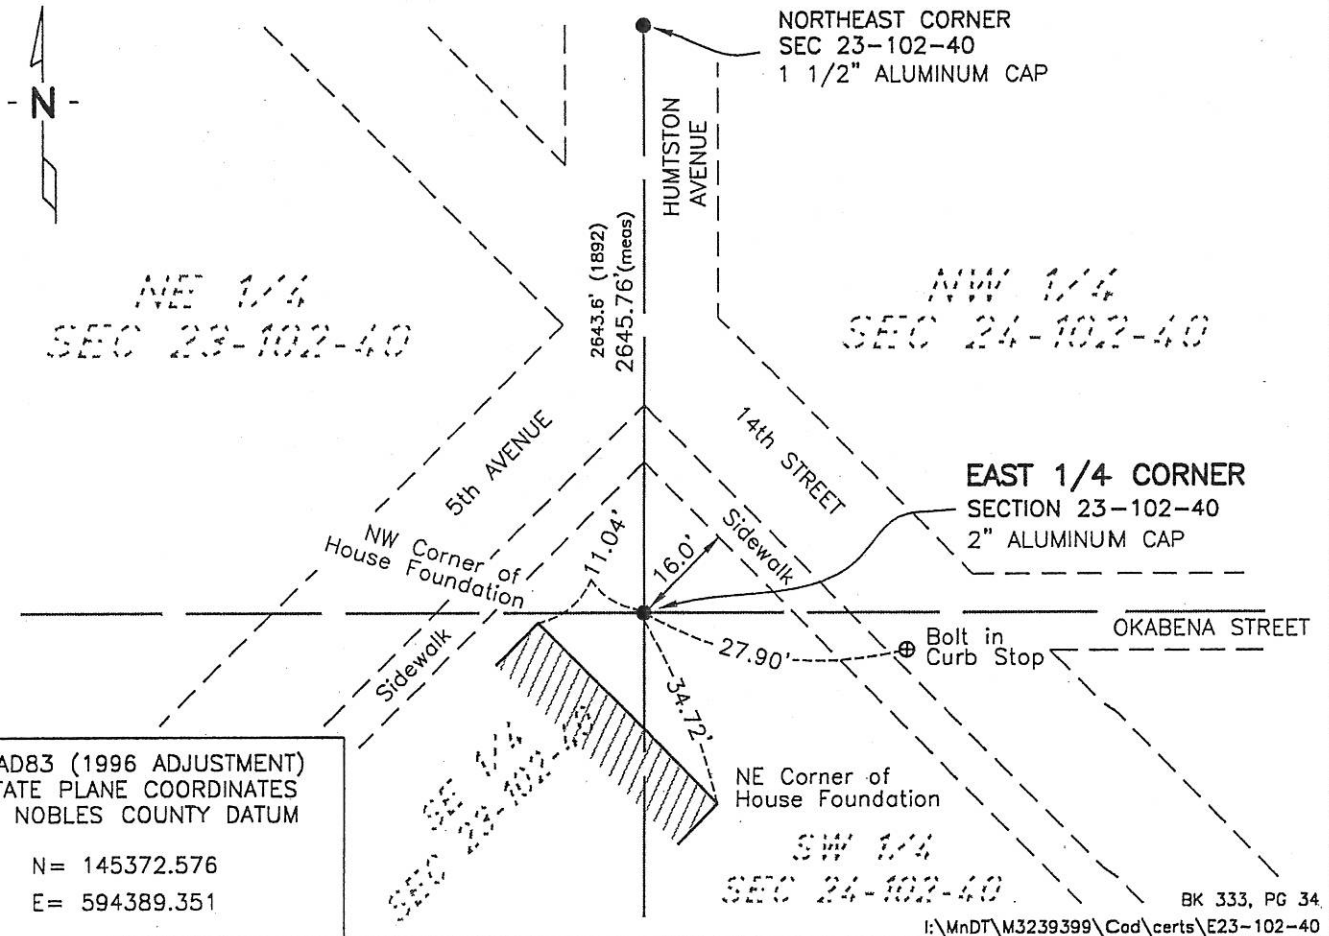 NORTHEAST CORNER
SEC 23-102-40
1 1/2" ALUMINUM CAP
- N -
HUMTSTON
AVENUE
2643.6' (1892)
2645.76'(meas)
NE 1/4
SEC 23-102-40
NW 1/4
SEC 24-102-40
5th AVENUE
14th STREET
EAST 1/4 CORNER
SECTION 23-102-40
2" ALUMINUM CAP
NW Corner of
House Foundation
11.04'
16.0'
Sidewalk
OKABENA STREET
Bolt in
Curb Stop
27.90'
Sidewalk
34.72'
SE 1/4
SEC 23-102
NE Corner of
House Foundation
SW 1/4
SEC 24-102-40
AD83 (1996 ADJUSTMENT)
TATE PLANE COORDINATES
NOBLES COUNTY DATUM
N= 145372.576
E= 594389.351
BK 333, PG 34
I:\MnDT\M3239399\Cad\certs\E23-102-40